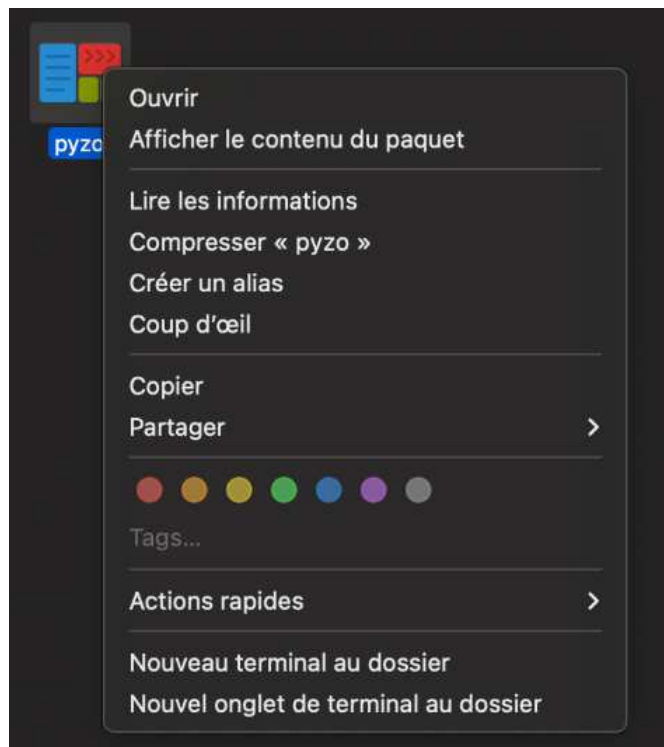 >>>
pyzo
Ouvrir
Afficher le contenu du paquet
Lire les informations
Compresser « pyzo »
Créer un alias
Coup d’œil
Copier
Partager
Tags...
Actions rapides
Nouveau terminal au dossier
Nouvel onglet de terminal au dossier